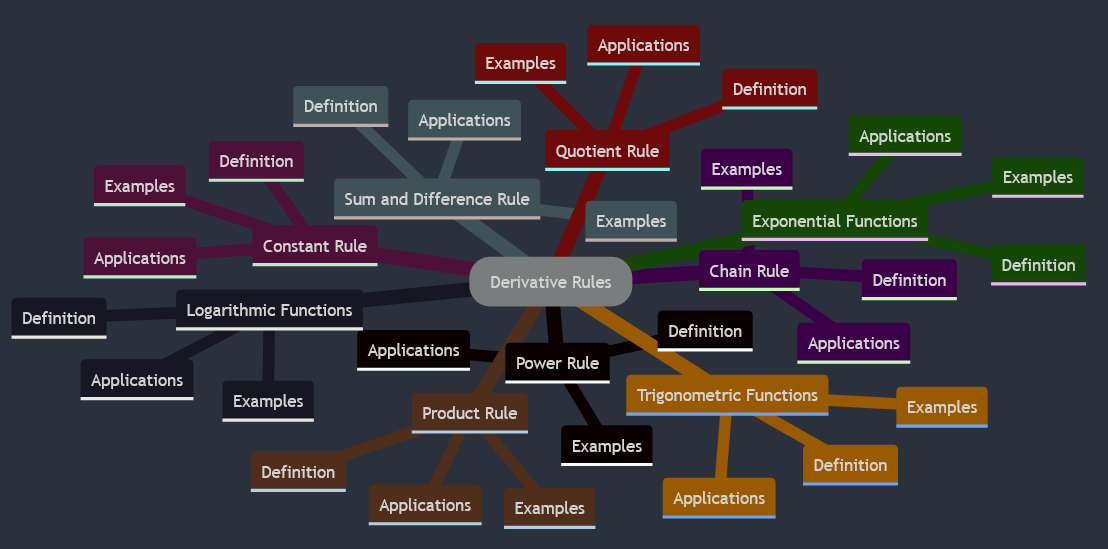 Derivative Rules
Constant Rule
Definition
Examples
Applications
Sum and Difference Rule
Definition
Applications
Examples
Quotient Rule
Examples
Applications
Definition
Exponential Functions
Applications
Examples
Definition
Chain Rule
Examples
Definition
Applications
Trigonometric Functions
Examples
Definition
Applications
Power Rule
Definition
Applications
Examples
Product Rule
Definition
Applications
Examples
Logarithmic Functions
Definition
Applications
Examples